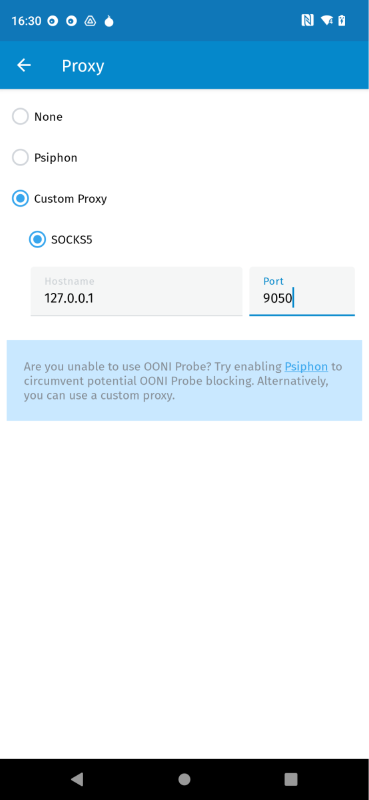 16:30
Proxy
None
Psiphon
Custom Proxy
SOCKS5
Hostname
127.0.0.1
Port
9050
Are you unable to use OONI Probe? Try enabling Psiphon to
circumvent potential OONI Probe blocking. Alternatively,
you can use a custom proxy.